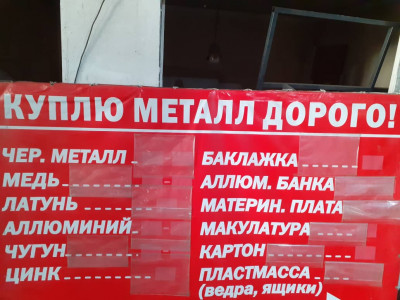 КУПЛЮ МЕТАЛЛ ДОРОГО!
ЧЕР. МЕТАЛЛ
МЕДЬ
ЛАТУНЬ
АЛЛЮМИНИЙ
ЧУГУН
ЦИНК
БАКЛАЖКА
АЛЛЮМ. БАНКА
МАТЕРИН. ПЛАТА
МАКУЛАТУРА
КАРТОН
ПЛАСТМАССА
(ведра, ящики)